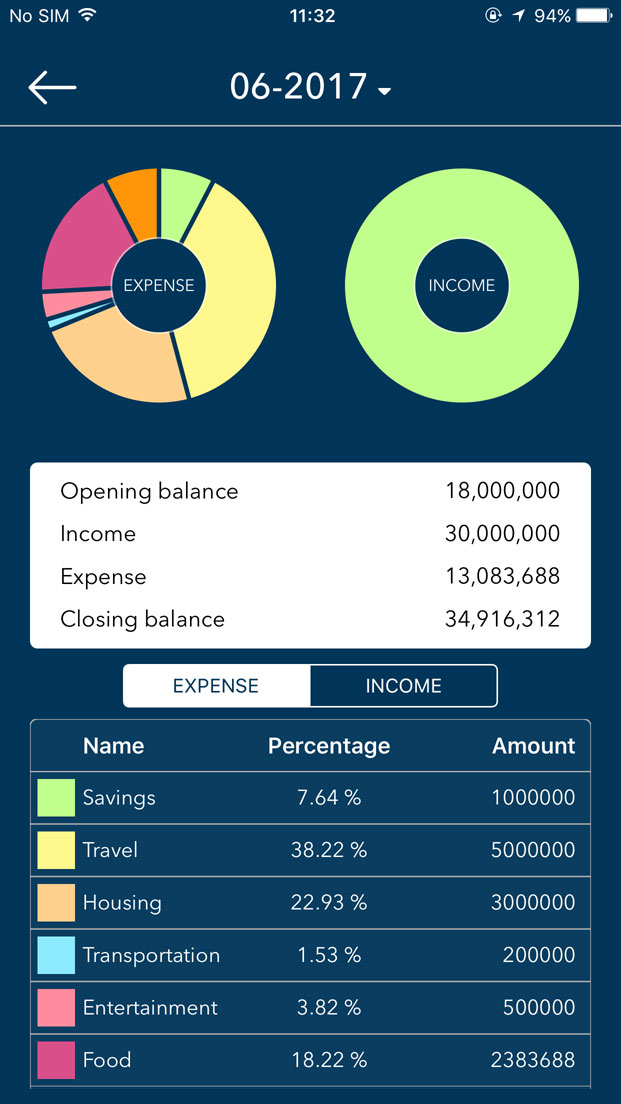 No SIM 11:32 94%
06-2017
EXPENSE INCOME
Opening balance 18,000,000
Income 30,000,000
Expense 13,083,688
Closing balance 34,916,312
EXPENSE INCOME
Name Percentage Amount
Savings 7.64 % 1000000
Travel 38.22 % 5000000
Housing 22.93 % 3000000
Transportation 1.53 % 200000
Entertainment 3.82 % 500000
Food 18.22 % 2383688